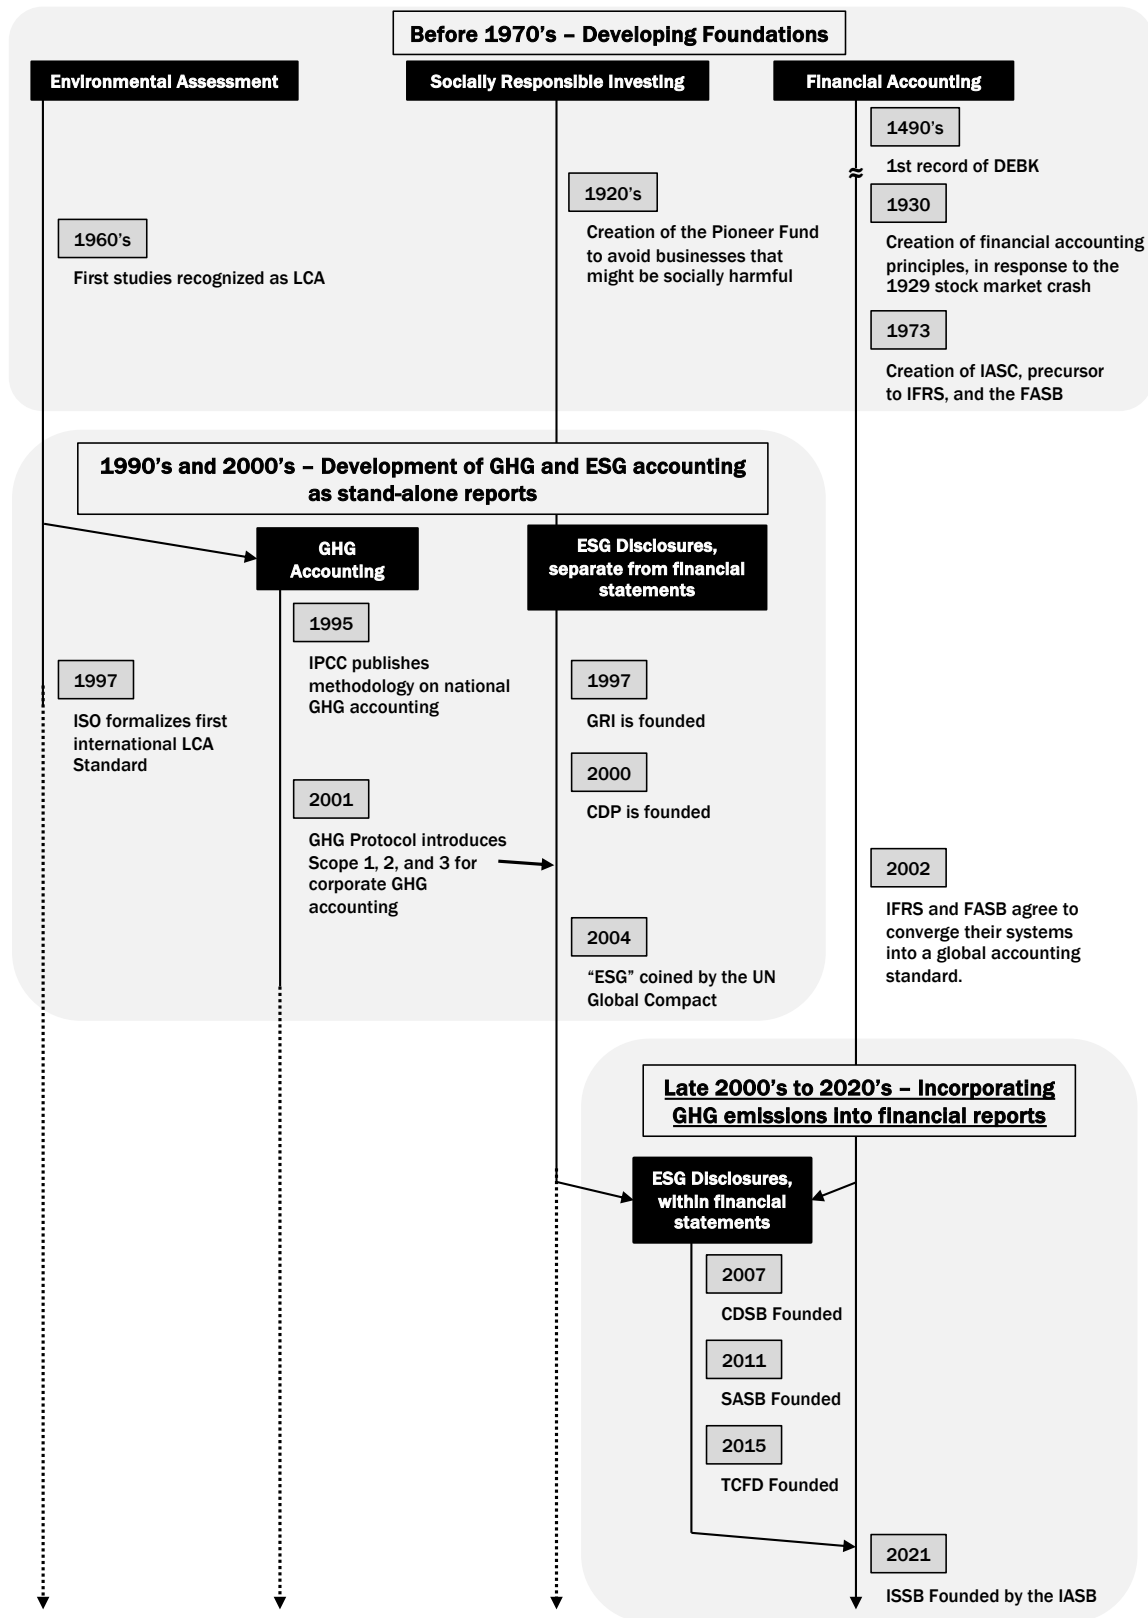 Before 1970's – Developing Foundations
Environmental Assessment
Socially Responsible Investing
Financial Accounting
1490's
1st record of DEBK
≈
1920's
Creation of the Pioneer Fund
to avoid businesses that
might be socially harmful
1930
Creation of financial accounting
principles, in response to the
1929 stock market crash
1960's
First studies recognized as LCA
1973
Creation of IASC, precursor
to IFRS, and the FASB
1990's and 2000's – Development of GHG and ESG accounting
as stand-alone reports
GHG
Accounting
ESG Disclosures,
separate from financial
statements
1995
IPCC publishes
methodology on national
GHG accounting
1997
ISO formalizes first
international LCA
Standard
1997
GRI is founded
2000
CDP is founded
2001
GHG Protocol introduces
Scope 1, 2, and 3 for
corporate GHG
accounting
2002
IFRS and FASB agree to
converge their systems
into a global accounting
standard.
2004
“ESG” coined by the UN
Global Compact
Late 2000's to 2020's – Incorporating
GHG emissions into financial reports
ESG Disclosures,
within financial
statements
2007
CDSB Founded
2011
SASB Founded
2015
TCFD Founded
2021
ISSB Founded by the IASB